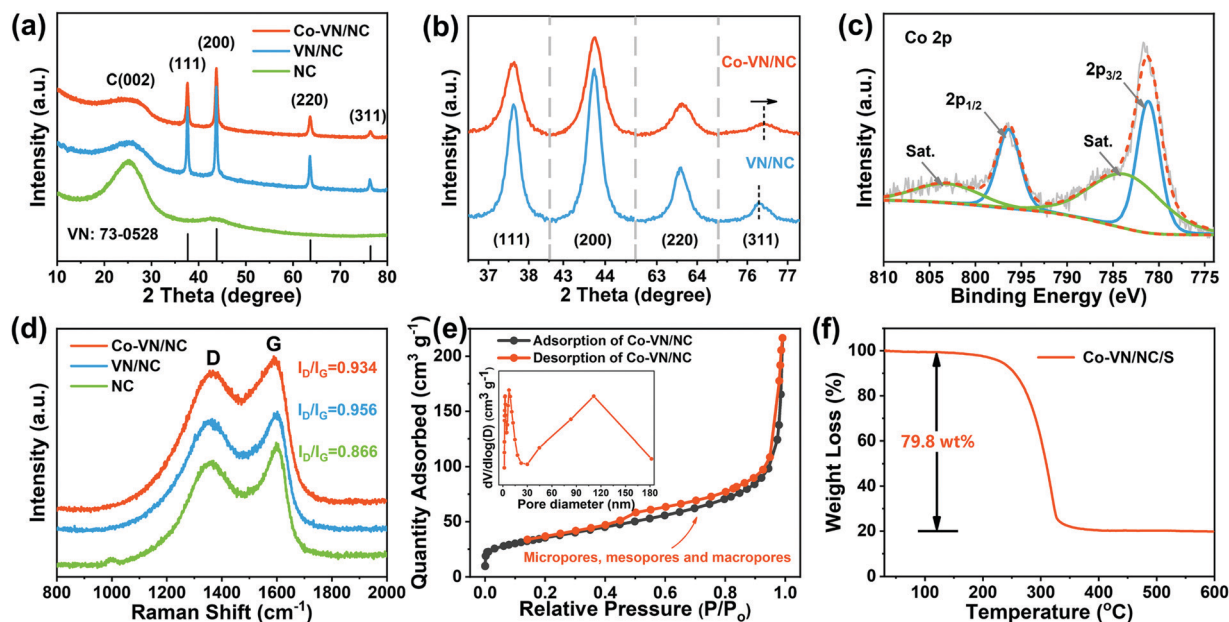 (a)
Intensity (a.u.)
Co-VN/NC
VN/NC
NC
C(002)
(111)
(200)
(220)
(311)
VN: 73-0528
10 20 30 40 50 60 70 80
2 Theta (degree)
(b)
Intensity (a.u.)
Co-VN/NC
VN/NC
(111) (200) (220) (311)
37 38 43 44 63 64 76 77
2 Theta (degree)
(c)
Intensity (a.u.)
Co 2p
2p1/2
2p3/2
Sat.
Sat.
810 805 800 795 790 785 780 775
Binding Energy (eV)
(d)
Intensity (a.u.)
Co-VN/NC
VN/NC
NC
D
G
ID/IG=0.934
ID/IG=0.956
ID/IG=0.866
800 1000 1200 1400 1600 1800 2000
Raman Shift (cm-1)
(e)
Quantity Adsorbed (cm3 g-1)
200
150
100
50
0
Adsorption of Co-VN/NC
Desorption of Co-VN/NC
dV/dlog(D) (cm3 g-1)
0 30 60 90 120 150 180
Pore diameter (nm)
Micropores, mesopores and macropores
0.0 0.2 0.4 0.6 0.8 1.0
Relative Pressure (P/Po)
(f)
Weight Loss (%)
100
80
60
40
20
0
Co-VN/NC/S
79.8 wt%
100 200 300 400 500 600
Temperature (oC)